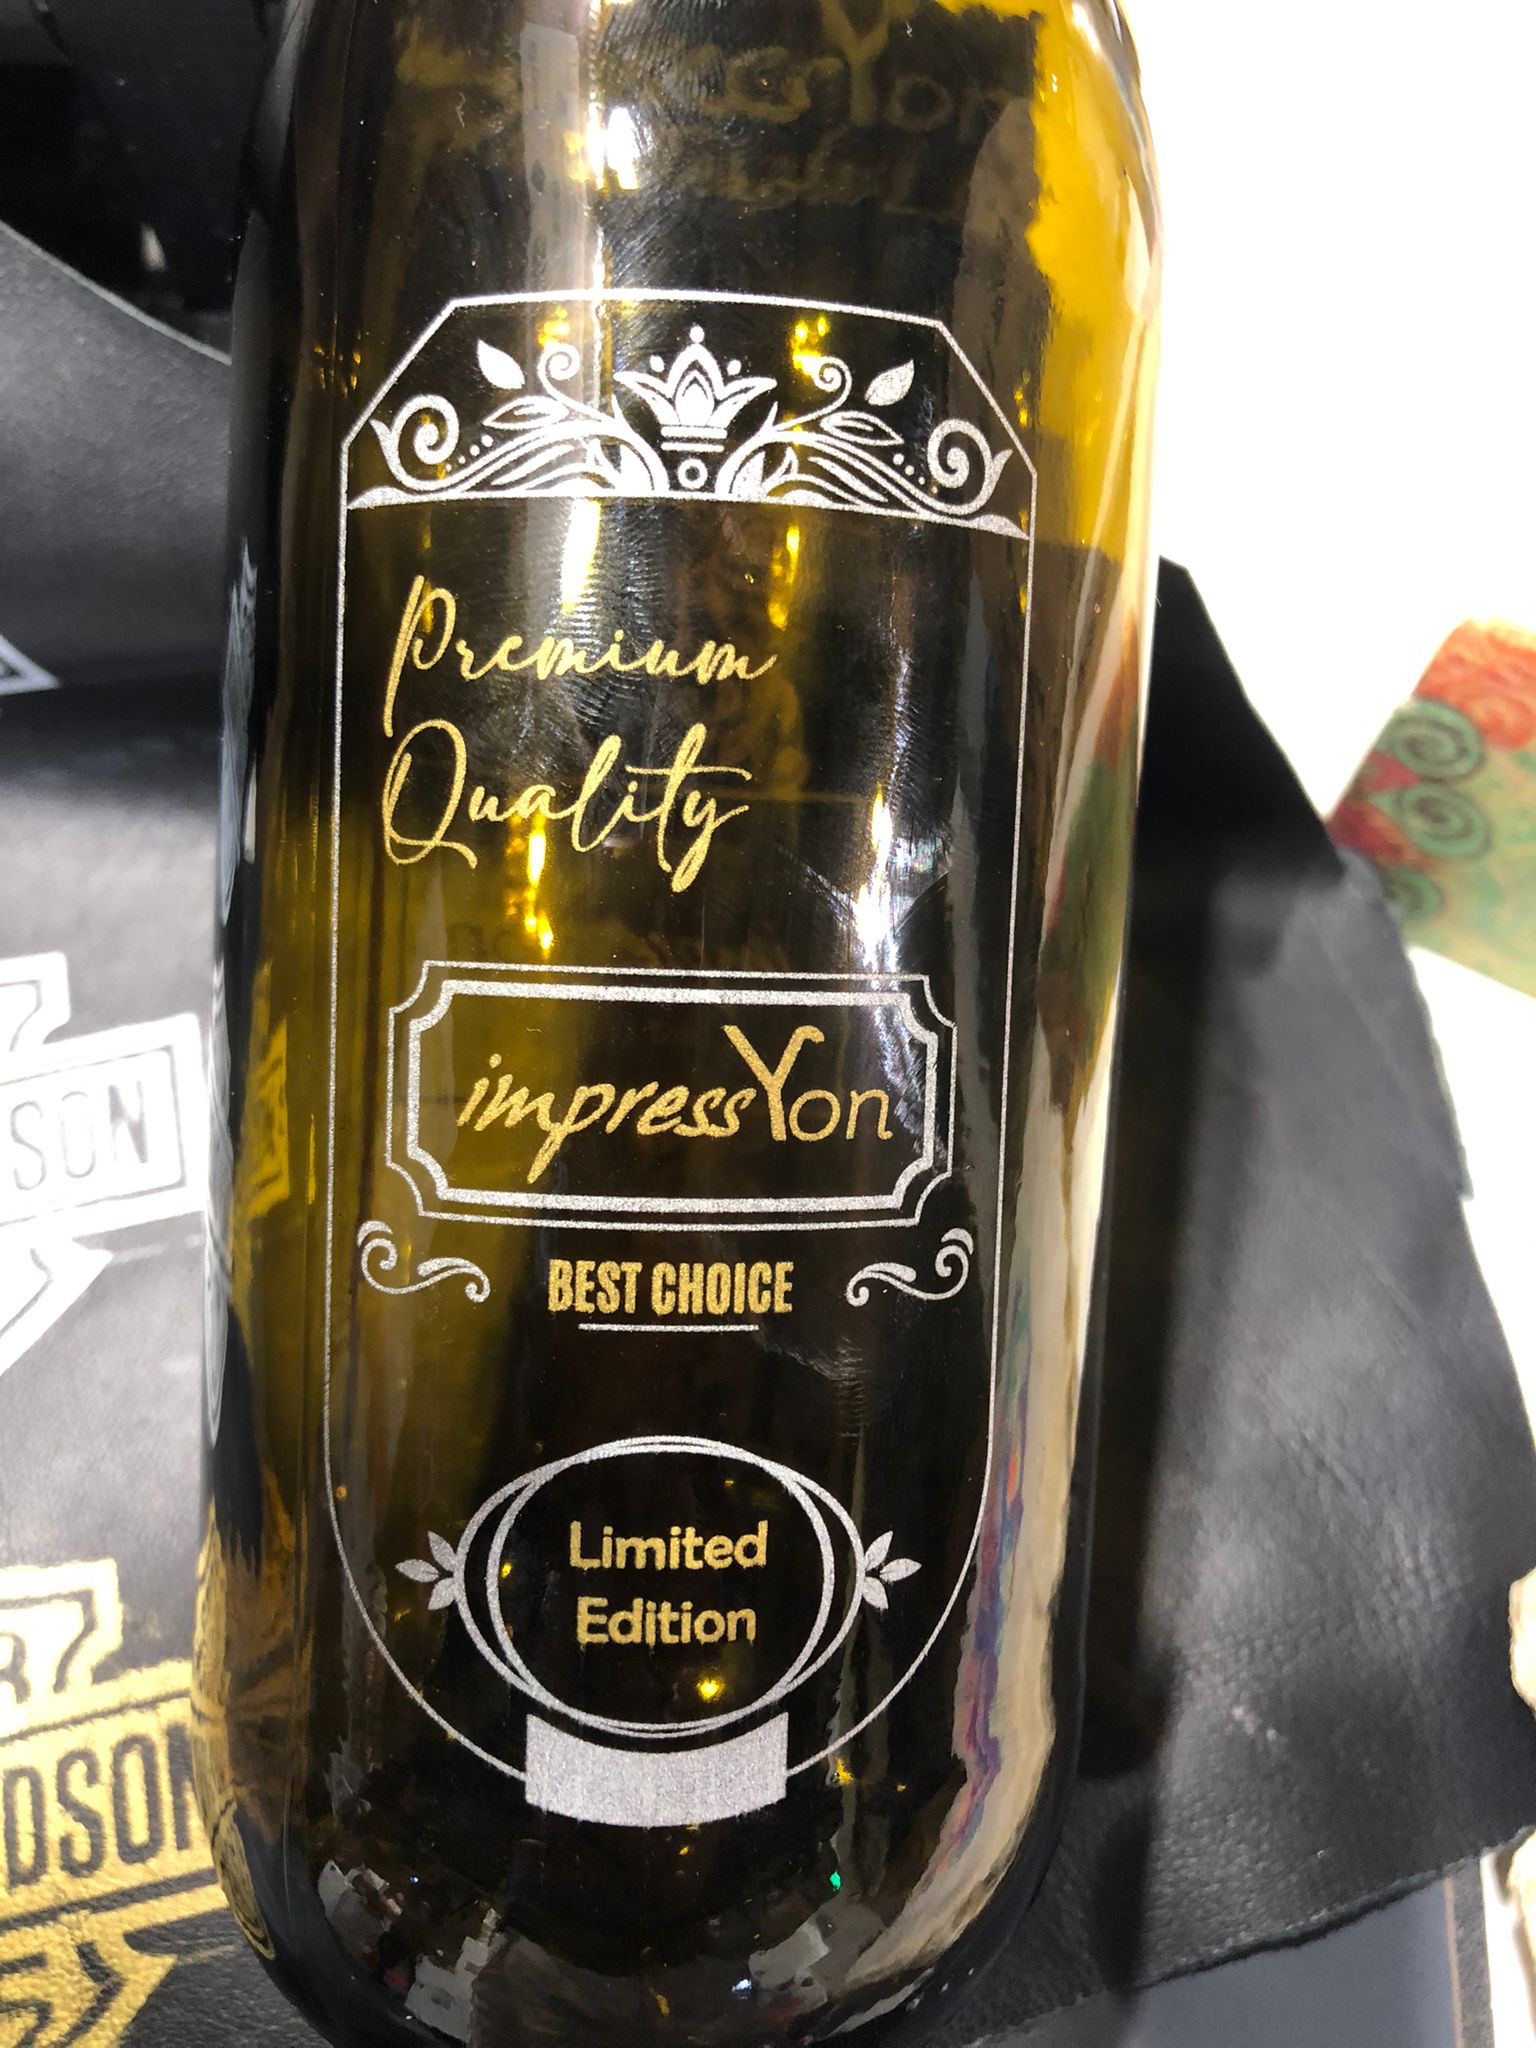 Premium
Quality
impressYon
BEST CHOICE
Limited
Edition
SON
DSON